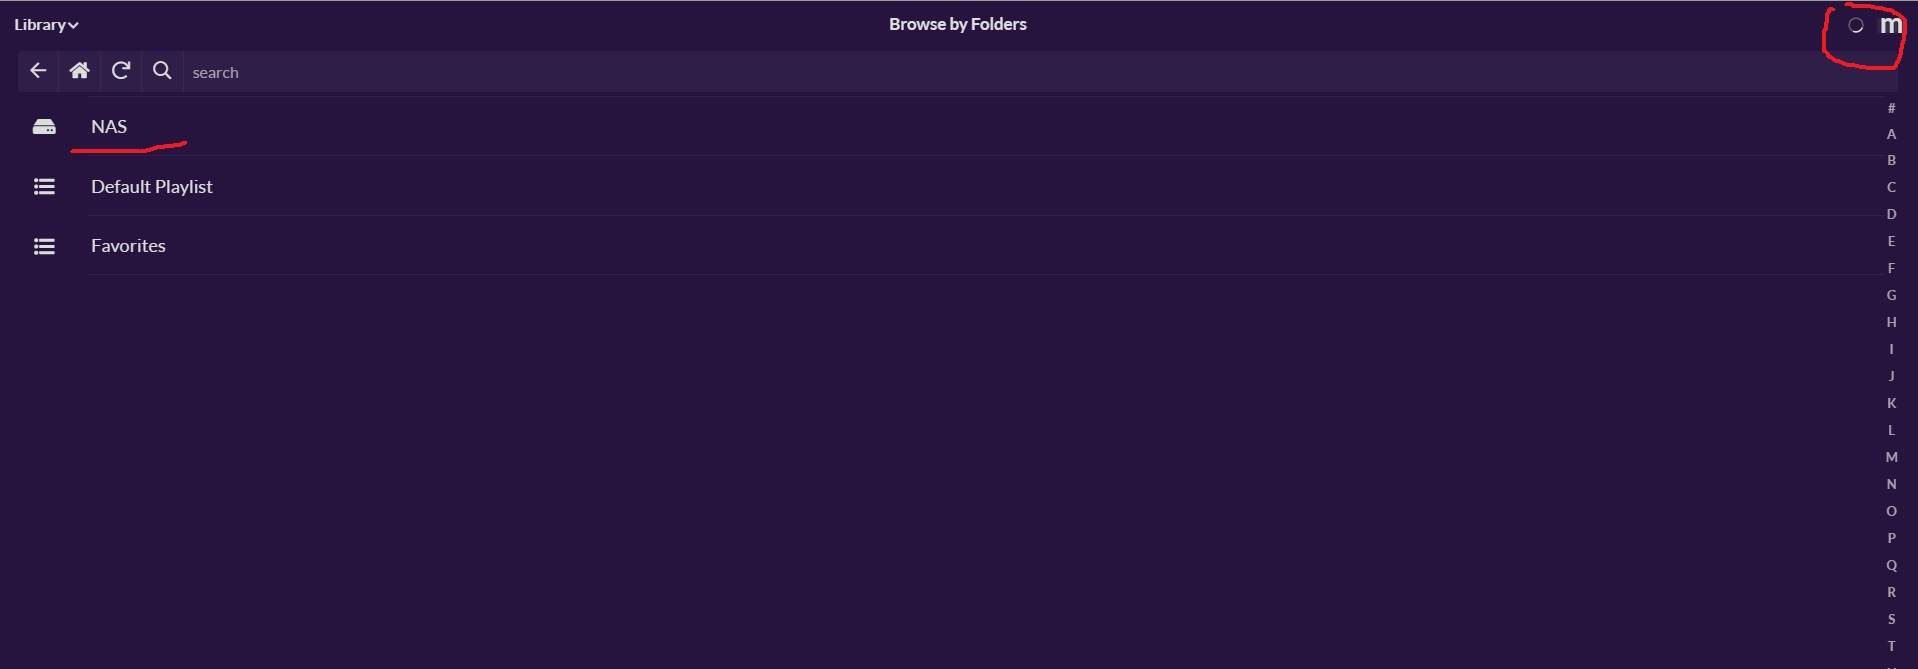 Library
Browse by Folders
m
search
NAS
Default Playlist
Favorites
#
A
B
C
D
E
F
G
H
I
J
K
L
M
N
O
P
Q
R
S
T